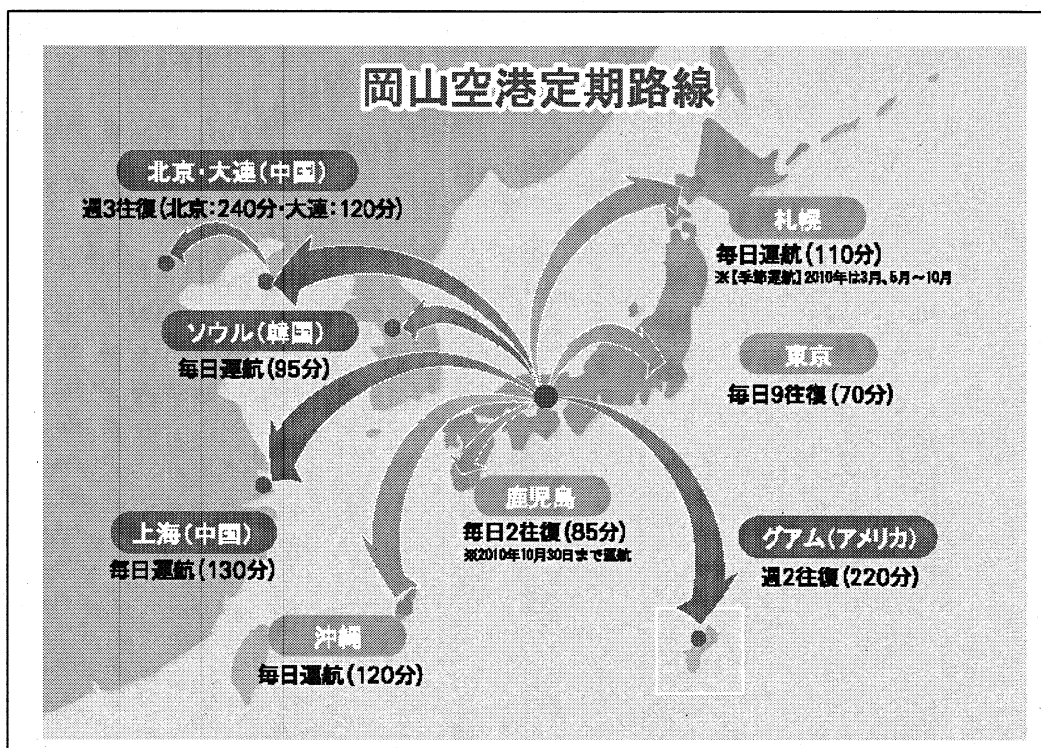 岡山空港定期路線
北京・大連(中国)
週3往復(北京:240分・大連:120分)
札幌
毎日運航(110分)
※【季節運航】2010年は3月、5月～10月
ソウル(韓国)
毎日運航(95分)
東京
毎日9往復(70分)
鹿児島
毎日2往復(85分)
※2010年10月30日まで運航
上海(中国)
毎日運航(130分)
グアム(アメリカ)
週2往復(220分)
沖縄
毎日運航(120分)